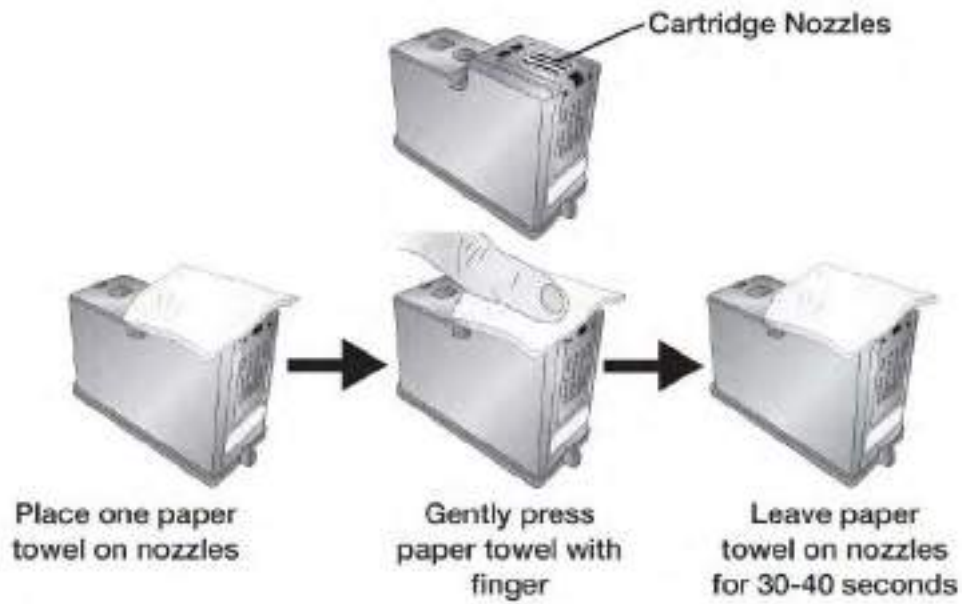 Cartridge Nozzles
Place one paper
towel on nozzles
Gently press
paper towel with
finger
Leave paper
towel on nozzles
for 30-40 seconds